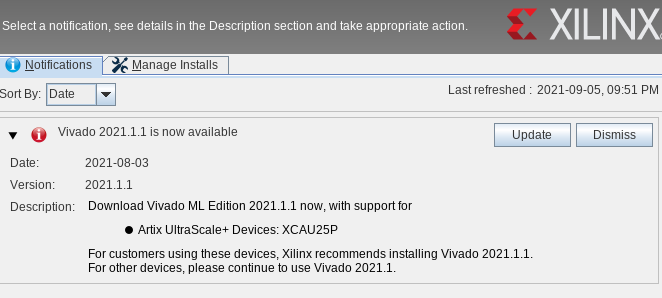 Select a notification, see details in the Description section and take appropriate action.
XILINX
Notifications
Manage Installs
Sort By: Date
Last refreshed : 2021-09-05, 09:51 PM
Vivado 2021.1.1 is now available
Update
Dismiss
Date: 2021-08-03
Version: 2021.1.1
Description: Download Vivado ML Edition 2021.1.1 now, with support for
● Artix UltraScale+ Devices: XCAU25P
For customers using these devices, Xilinx recommends installing Vivado 2021.1.1.
For other devices, please continue to use Vivado 2021.1.